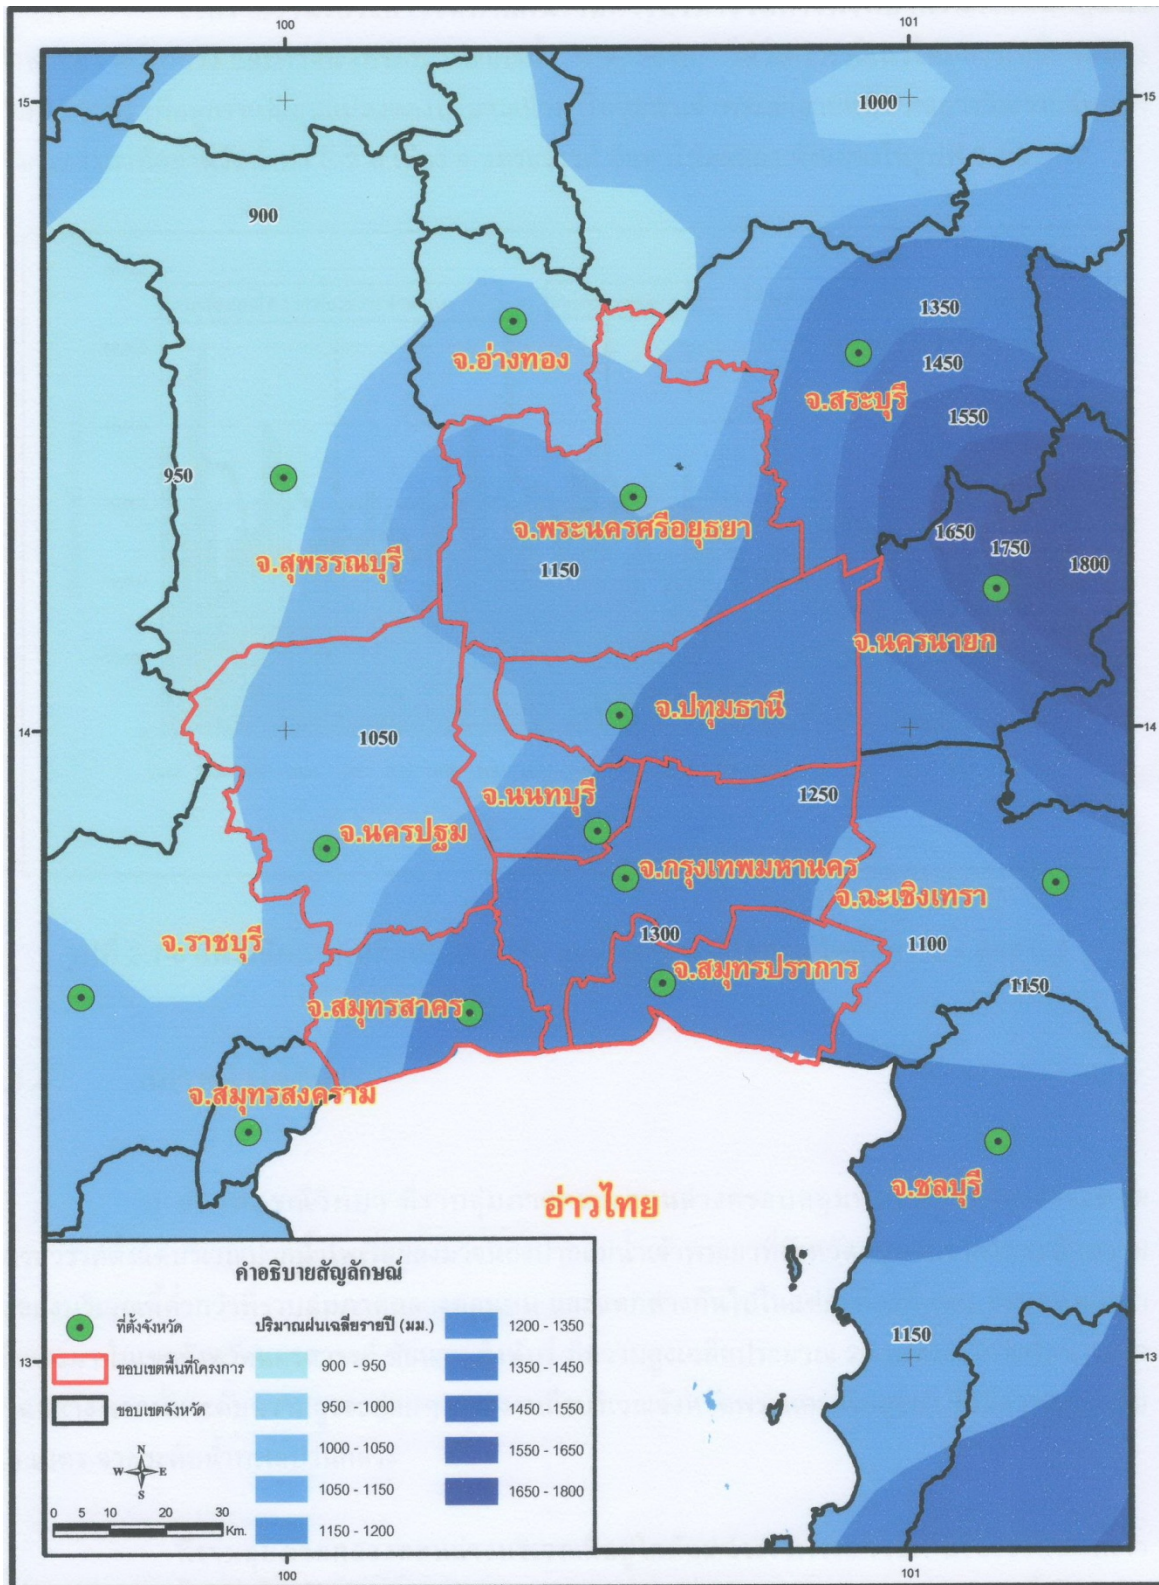 100
101
15
15
1000
900
1350
จ.อ่างทอง
1450
จ.สระบุรี
1550
950
จ.พระนครศรีอยุธยา
1650
1750
จ.สุพรรณบุรี
1150
1800
จ.นครนายก
จ.ปทุมธานี
14
1050
14
จ.นนทบุรี
1250
จ.นครปฐม
จ.กรุงเทพมหานคร
จ.ฉะเชิงเทรา
จ.ราชบุรี
1300
1100
จ.สมุทรปราการ
จ.สมุทรสาคร
1150
จ.สมุทรสงคราม
จ.ชลบุรี
อ่าวไทย
คำอธิบายสัญลักษณ์
ที่ตั้งจังหวัด
ขอบเขตพื้นที่โครงการ
ขอบเขตจังหวัด
N
W E
S
0 5 10 20 30
Km.
ปริมาณฝนเฉลี่ยรายปี (มม.)
900 - 950
950 - 1000
1000 - 1050
1050 - 1150
1150 - 1200
1200 - 1350
1350 - 1450
1450 - 1550
1550 - 1650
1650 - 1800
1150
13
13
100
101